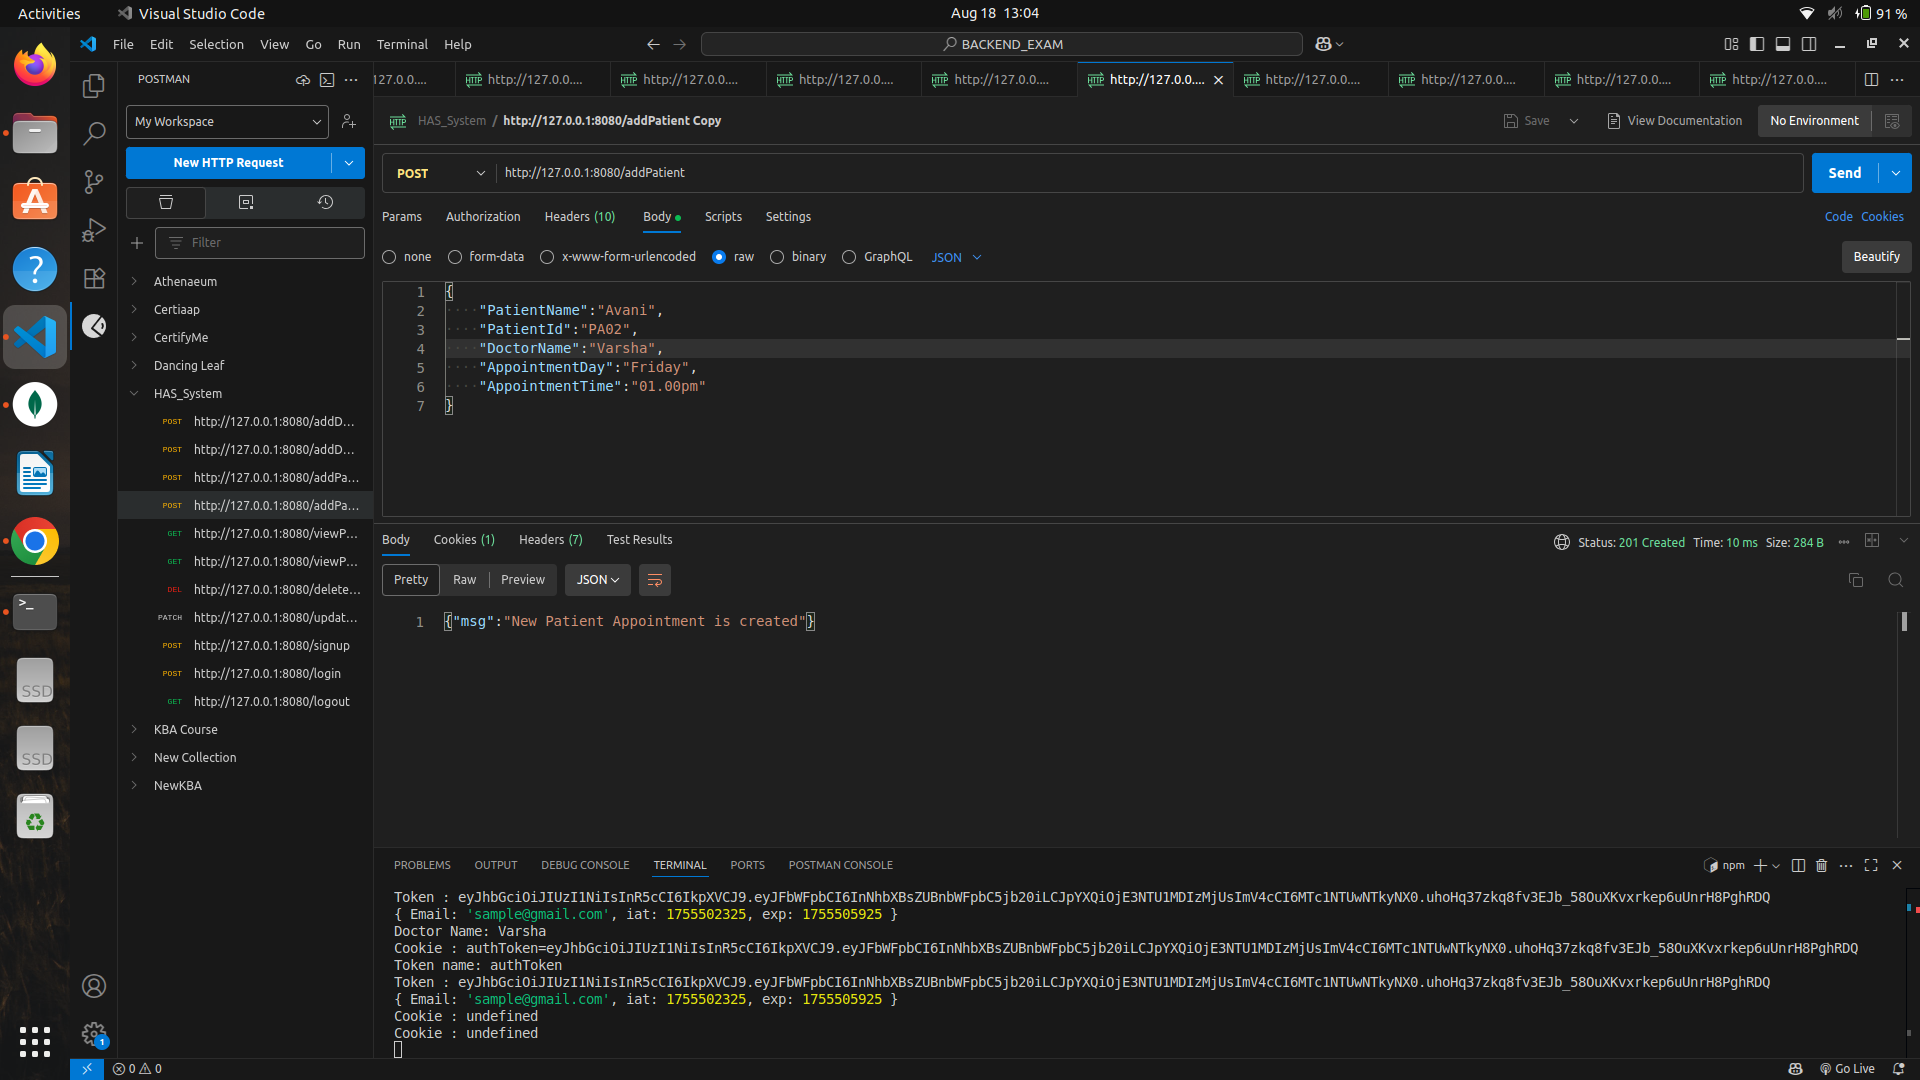 Activities
Visual Studio Code
Aug 18 13:04
91 %
File Edit Selection View Go Run Terminal Help
BACKEND_EXAM
POSTMAN
127.0.0....
http://127.0.0....
http://127.0.0....
http://127.0.0....
http://127.0.0....
http://127.0.0....
http://127.0.0....
http://127.0.0....
http://127.0.0....
http://127.0.0....
My Workspace
HTTP HAS_System / http://127.0.0.1:8080/addPatient Copy
Save
View Documentation
No Environment
New HTTP Request
POST
http://127.0.0.1:8080/addPatient
Send
Params Authorization Headers (10) Body Scripts Settings
Code Cookies
Filter
none form-data x-www-form-urlencoded raw binary GraphQL JSON
Beautify
Athenaeum
Certiaap
CertifyMe
Dancing Leaf
HAS_System
POST http://127.0.0.1:8080/addD...
POST http://127.0.0.1:8080/addD...
POST http://127.0.0.1:8080/addPa...
POST http://127.0.0.1:8080/addPa...
GET http://127.0.0.1:8080/viewP...
GET http://127.0.0.1:8080/viewP...
DEL http://127.0.0.1:8080/delete...
PATCH http://127.0.0.1:8080/updat...
POST http://127.0.0.1:8080/signup
POST http://127.0.0.1:8080/login
GET http://127.0.0.1:8080/logout
KBA Course
New Collection
NewKBA
1 {
2 "PatientName":"Avani",
3 "PatientId":"PA02",
4 "DoctorName":"Varsha",
5 "AppointmentDay":"Friday",
6 "AppointmentTime":"01.00pm"
7 }
Body Cookies (1) Headers (7) Test Results
Status: 201 Created Time: 10 ms Size: 284 B
Pretty Raw Preview JSON
1 {"msg":"New Patient Appointment is created"}
PROBLEMS OUTPUT DEBUG CONSOLE TERMINAL PORTS POSTMAN CONSOLE
npm
Token : eyJhbGciOiJIUzI1NiIsInR5cCI6IkpXVCJ9.eyJFbWFpbCI6InNhbXBsZUBnbWFpbC5jb20iLCJpYXQiOjE3NTU1MDIzMjUsImV4cCI6MTc1NTUwNTkyNX0.uhoHq37zkq8fv3EJb_58OuXKvxrkep6uUnrH8PghRDQ
{ Email: 'sample@gmail.com', iat: 1755502325, exp: 1755505925 }
Doctor Name: Varsha
Cookie : authToken=eyJhbGciOiJIUzI1NiIsInR5cCI6IkpXVCJ9.eyJFbWFpbCI6InNhbXBsZUBnbWFpbC5jb20iLCJpYXQiOjE3NTU1MDIzMjUsImV4cCI6MTc1NTUwNTkyNX0.uhoHq37zkq8fv3EJb_58OuXKvxrkep6uUnrH8PghRDQ
Token name: authToken
Token : eyJhbGciOiJIUzI1NiIsInR5cCI6IkpXVCJ9.eyJFbWFpbCI6InNhbXBsZUBnbWFpbC5jb20iLCJpYXQiOjE3NTU1MDIzMjUsImV4cCI6MTc1NTUwNTkyNX0.uhoHq37zkq8fv3EJb_58OuXKvxrkep6uUnrH8PghRDQ
{ Email: 'sample@gmail.com', iat: 1755502325, exp: 1755505925 }
Cookie : undefined
Cookie : undefined
SSD
SSD
1
0 0
Go Live